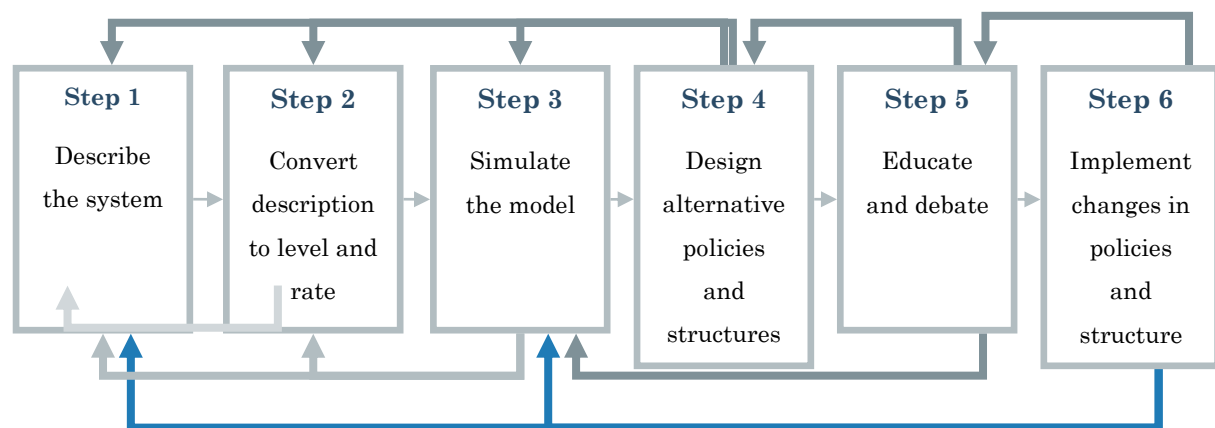 Step 1
Describe
the system
Step 2
Convert
description
to level and
rate
Step 3
Simulate
the model
Step 4
Design
alternative
policies
and
structures
Step 5
Educate
and debate
Step 6
Implement
changes in
policies
and
structure